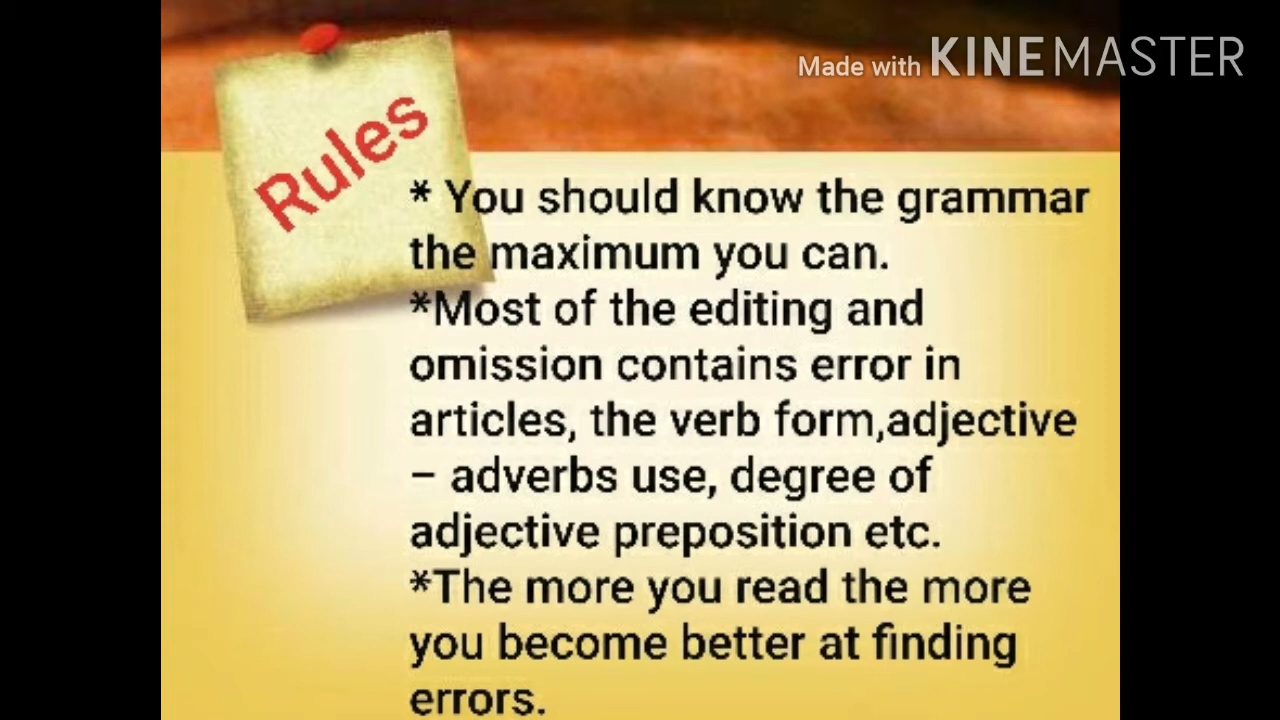 Made with KINEMASTER
Rules
* You should know the grammar
the maximum you can.
*Most of the editing and
omission contains error in
articles, the verb form,adjective
– adverbs use, degree of
adjective preposition etc.
*The more you read the more
you become better at finding
errors.